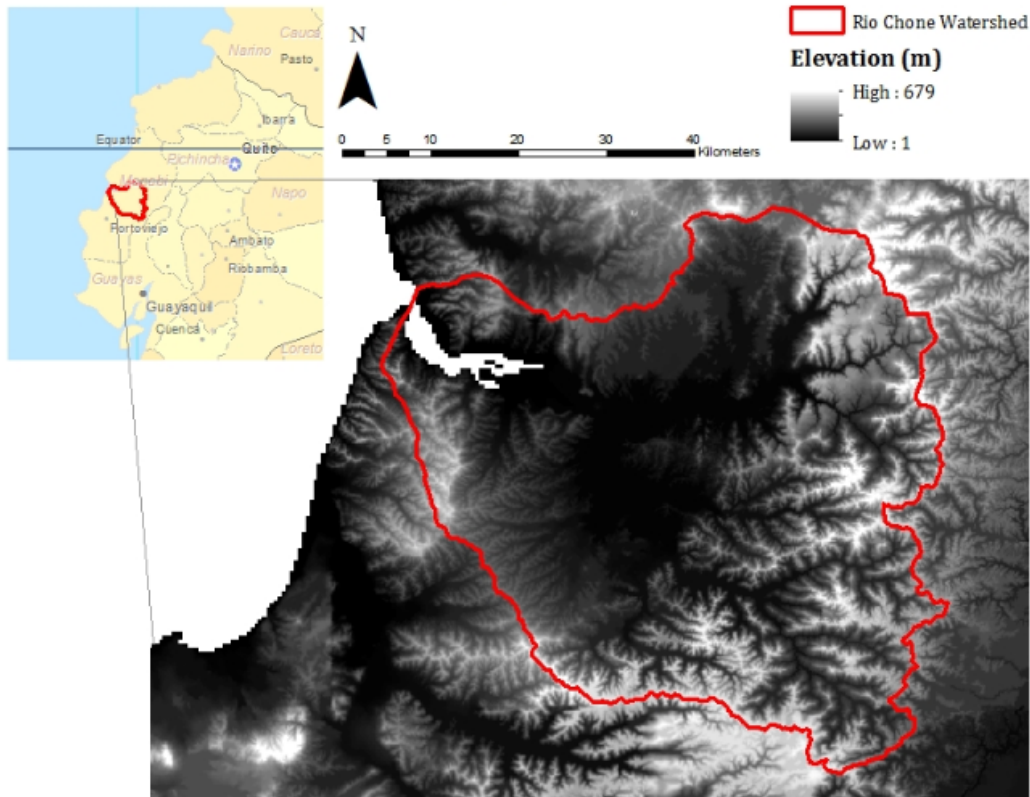 Cauca
Narino
Pasto
Ibarra
Equator
Quito
Pichincha
Manabi
Napo
Portoviejo
Ambato
Riobamba
Guayas
Guayaquil
Cuenca
Loreto
N
0 5 10 20 30 40
Kilometers
Rio Chone Watershed
Elevation (m)
High : 679
Low : 1